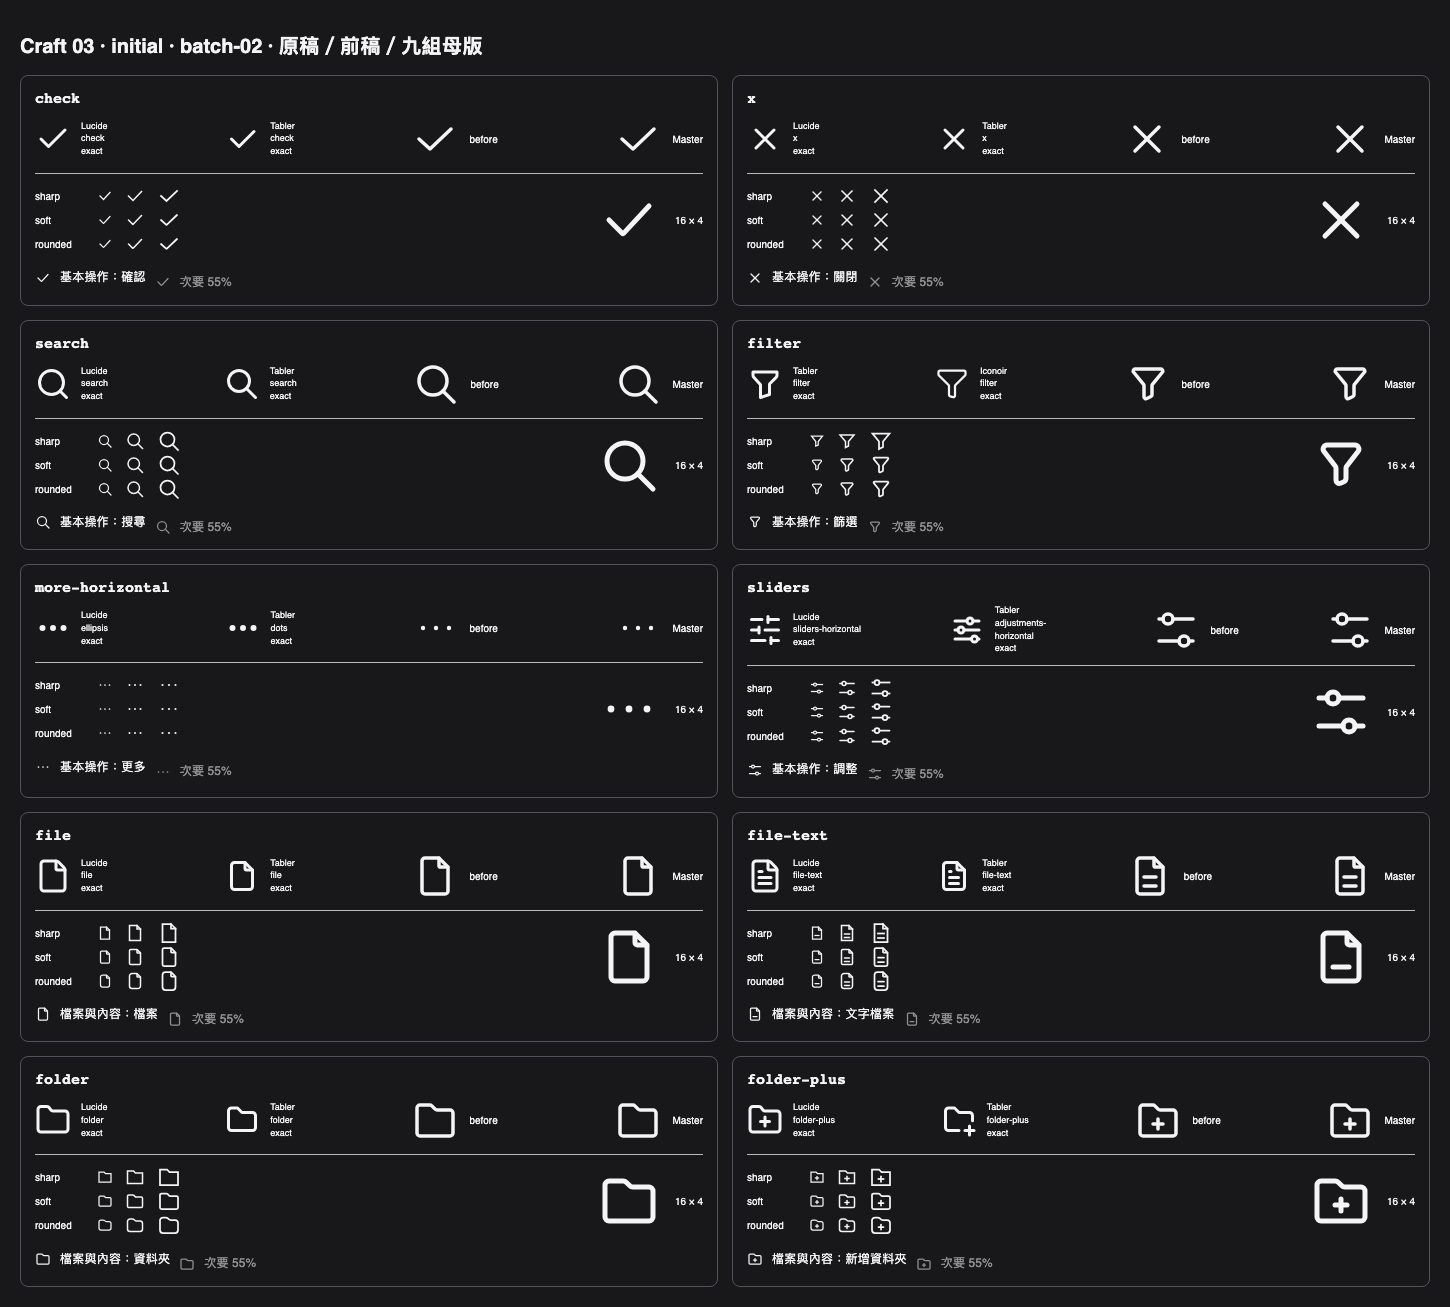 Craft 03 · initial · batch-02 · 原稿 / 前稿 / 九組母版
check
Lucide
check
exact
Tabler
check
exact
before
Master
sharp
soft
rounded
16 × 4
基本操作：確認
次要 55%
x
Lucide
x
exact
Tabler
x
exact
before
Master
sharp
soft
rounded
16 × 4
基本操作：關閉
次要 55%
search
Lucide
search
exact
Tabler
search
exact
before
Master
sharp
soft
rounded
16 × 4
基本操作：搜尋
次要 55%
filter
Tabler
filter
exact
Iconoir
filter
exact
before
Master
sharp
soft
rounded
16 × 4
基本操作：篩選
次要 55%
more-horizontal
Lucide
ellipsis
exact
Tabler
dots
exact
before
Master
sharp
soft
rounded
16 × 4
基本操作：更多
次要 55%
sliders
Lucide
sliders-horizontal
exact
Tabler
adjustments-
horizontal
exact
before
Master
sharp
soft
rounded
16 × 4
基本操作：調整
次要 55%
file
Lucide
file
exact
Tabler
file
exact
before
Master
sharp
soft
rounded
16 × 4
檔案與內容：檔案
次要 55%
file-text
Lucide
file-text
exact
Tabler
file-text
exact
before
Master
sharp
soft
rounded
16 × 4
檔案與內容：文字檔案
次要 55%
folder
Lucide
folder
exact
Tabler
folder
exact
before
Master
sharp
soft
rounded
16 × 4
檔案與內容：資料夾
次要 55%
folder-plus
Lucide
folder-plus
exact
Tabler
folder-plus
exact
before
Master
sharp
soft
rounded
16 × 4
檔案與內容：新增資料夾
次要 55%